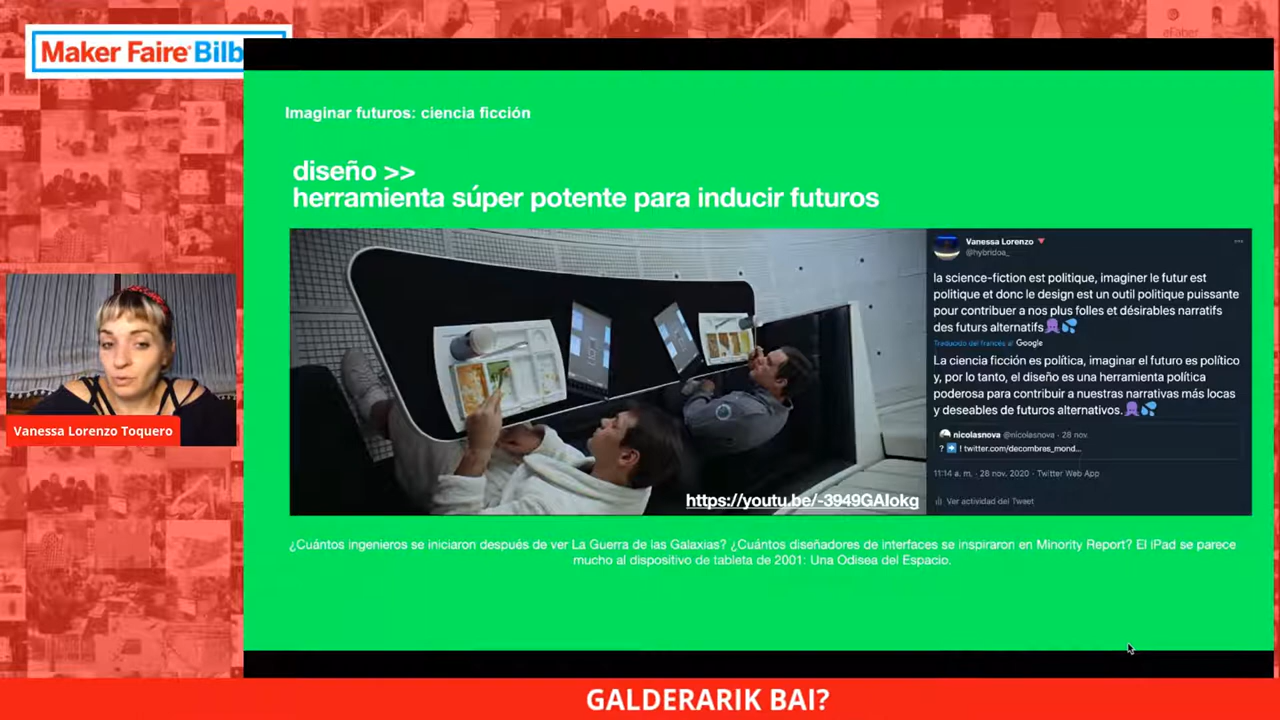 Maker Faire Bilb
eFaber
Imaginar futuros: ciencia ficción
diseño >>
herramienta súper potente para inducir futuros
Vanessa Lorenzo
@hybridoa_
la science-fiction est politique, imaginer le futur est
politique et donc le design est un outil politique puissante
pour contribuer a nos plus folles et désirables narratifs
des futurs alternatifs
Traducido del francés al Google
La ciencia ficción es política, imaginar el futuro es político
y, por lo tanto, el diseño es una herramienta política
poderosa para contribuir a nuestras narrativas más locas
y deseables de futuros alternativos.
nicolasnova @nicolasnova · 28 nov.
? ➡️ ! twitter.com/decombres_mond...
11:14 a. m. · 28 nov. 2020 · Twitter Web App
Ver actividad del Tweet
https://youtu.be/-3949GAIokg
¿Cuántos ingenieros se iniciaron después de ver La Guerra de las Galaxias? ¿Cuántos diseñadores de interfaces se inspiraron en Minority Report? El iPad se parece
mucho al dispositivo de tableta de 2001: Una Odisea del Espacio.
Vanessa Lorenzo Toquero
GALDERARIK BAI?